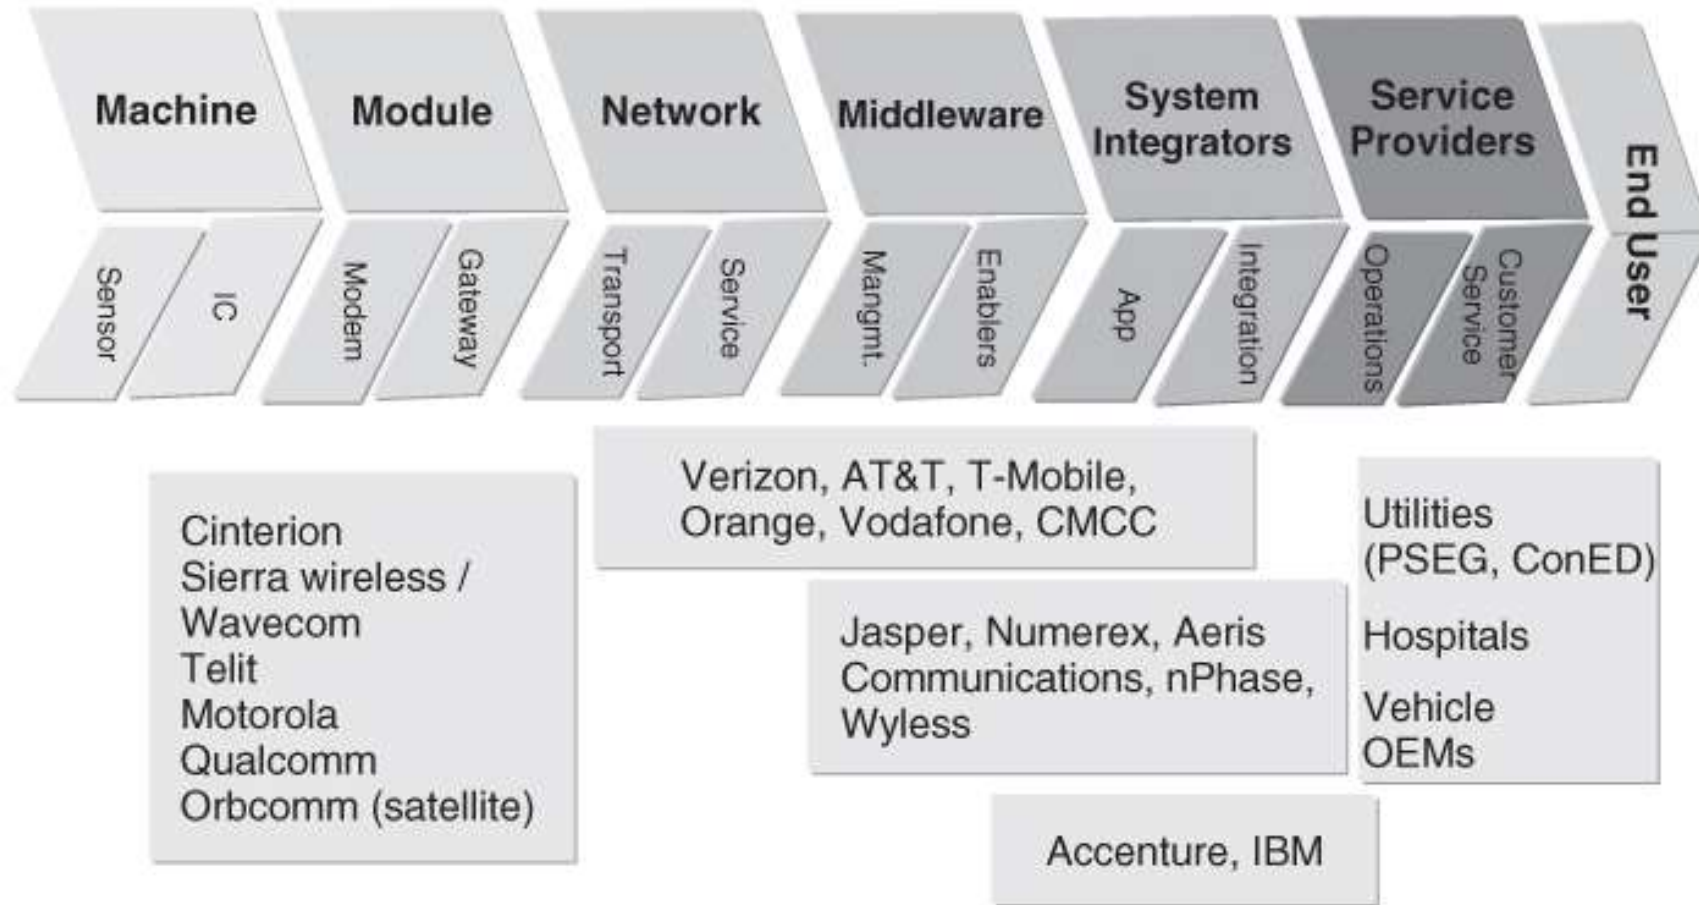 Machine
Module
Network
Middleware
System
Integrators
Service
Providers
End User
Sensor
IC
Modem
Gateway
Transport
Service
Mangmt.
Enablers
App
Integration
Operations
Customer
Service
Cinterion
Sierra wireless /
Wavecom
Telit
Motorola
Qualcomm
Orbcomm (satellite)
Verizon, AT&T, T-Mobile,
Orange, Vodafone, CMCC
Jasper, Numerex, Aeris
Communications, nPhase,
Wyless
Accenture, IBM
Utilities
(PSEG, ConED)
Hospitals
Vehicle
OEMs